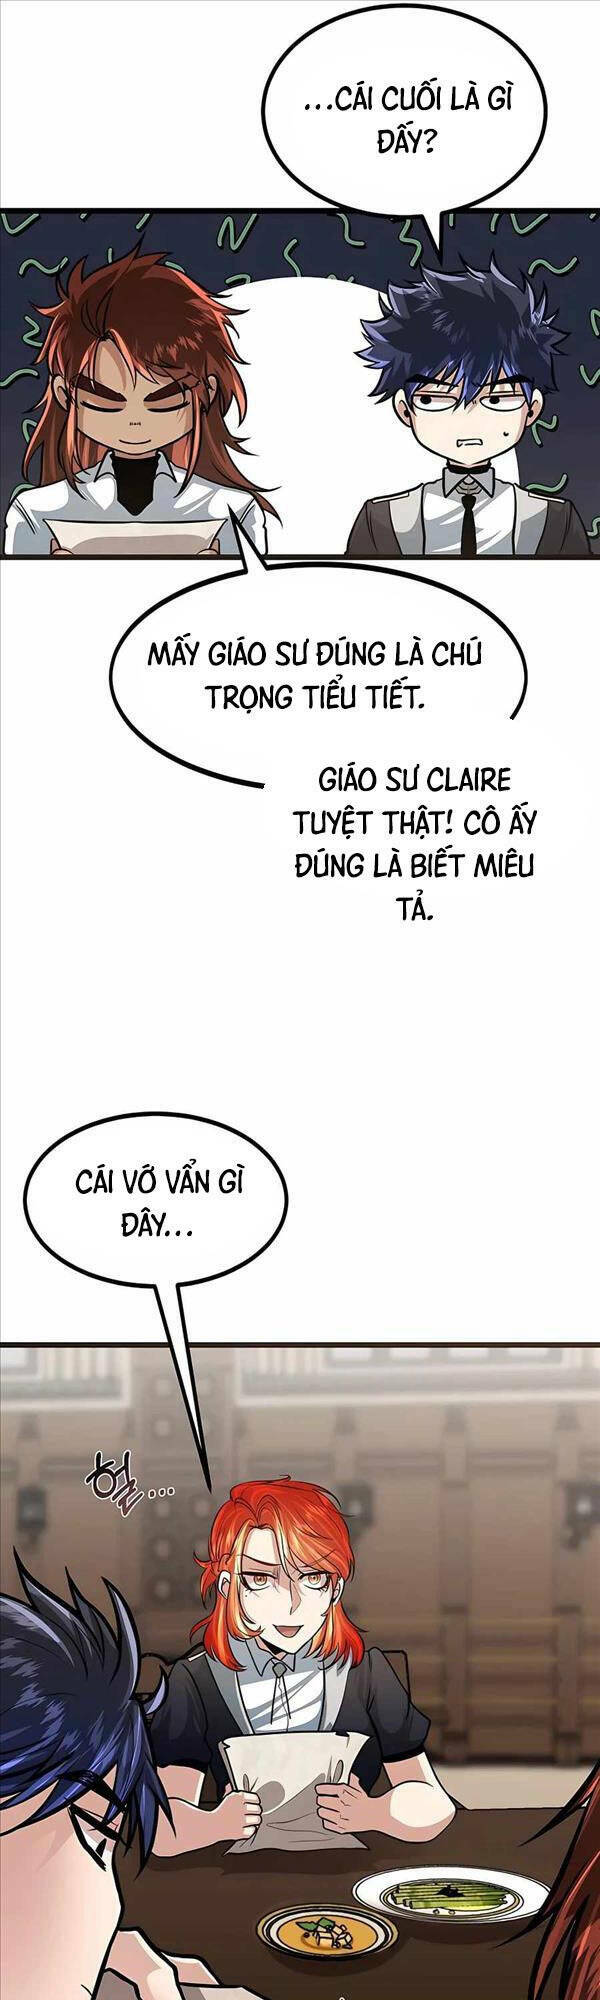 ...CÁI CUỐI LÀ GÌ
ĐẤY?
MẤY GIÁO SƯ ĐÚNG LÀ CHÚ
TRỌNG TIỂU TIẾT.
GIÁO SƯ CLAIRE
TUYỆT THẬT! CÔ ẤY
ĐÚNG LÀ BIẾT MIÊU
TẢ.
CÁI VỚ VẨN GÌ
ĐÂY...
헐...